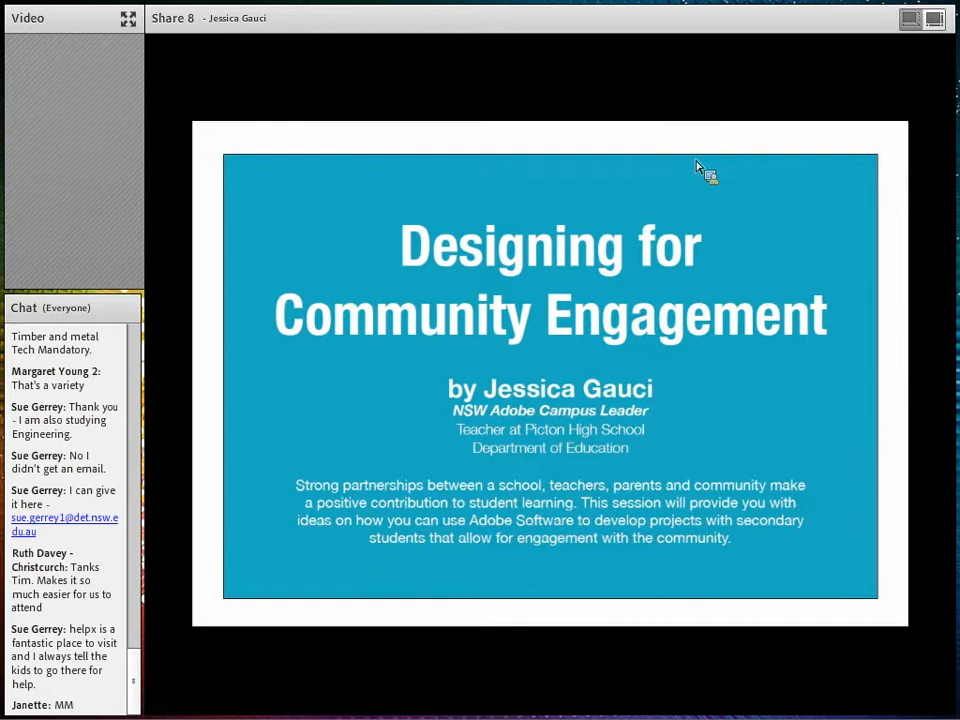 Video
Share 8 - Jessica Gauci
Designing for
Community Engagement
by Jessica Gauci
NSW Adobe Campus Leader
Teacher at Picton High School
Department of Education
Strong partnerships between a school, teachers, parents and community make
a positive contribution to student learning. This session will provide you with
ideas on how you can use Adobe Software to develop projects with secondary
students that allow for engagement with the community.
Chat (Everyone)
Timber and metal
Tech Mandatory.
Margaret Young 2:
That's a variety
Sue Gerrey: Thank you
- I am also studying
Engineering.
Sue Gerrey: No I
didn't get an email.
Sue Gerrey: I can give
it here -
sue.gerrey1@det.nsw.e
du.au
Ruth Davey -
Christcurch: Tanks
Tim. Makes it so
much easier for us to
attend
Sue Gerrey: helpx is a
fantastic place to visit
and I always tell the
kids to go there for
help.
Janette: MM